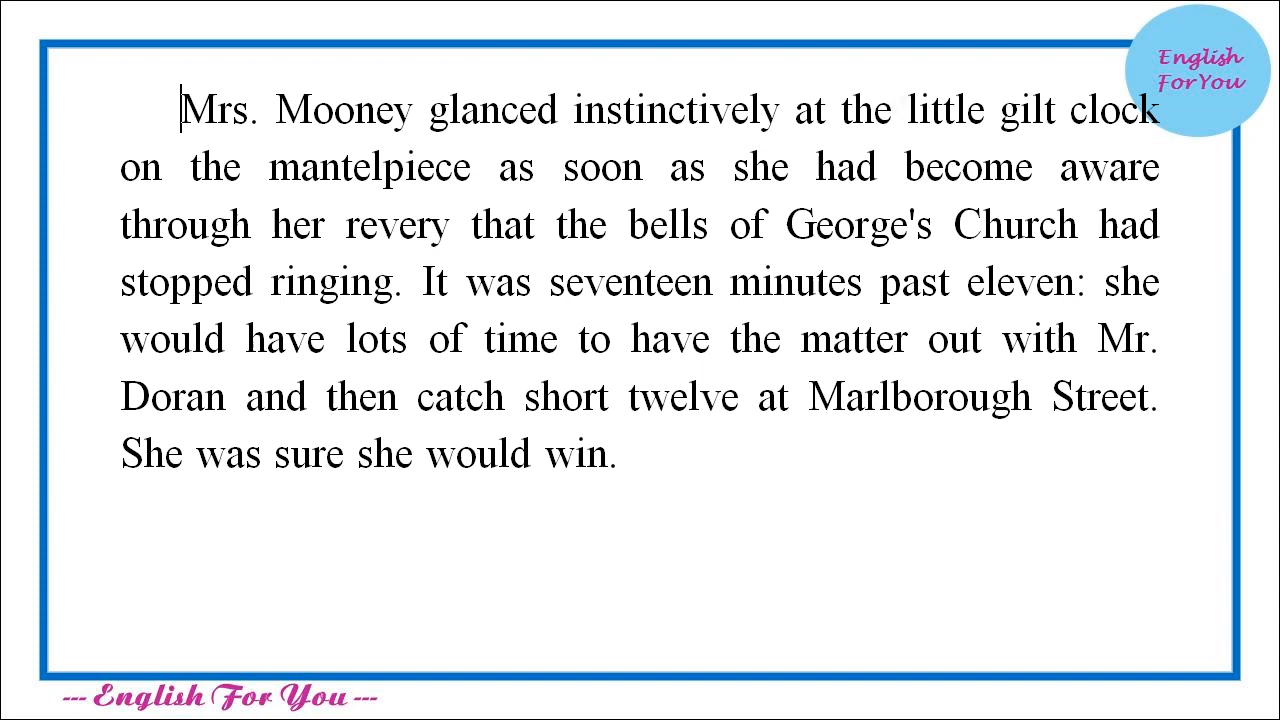 English
ForYou
Mrs. Mooney glanced instinctively at the little gilt clock
on the mantelpiece as soon as she had become aware
through her revery that the bells of George's Church had
stopped ringing. It was seventeen minutes past eleven: she
would have lots of time to have the matter out with Mr.
Doran and then catch short twelve at Marlborough Street.
She was sure she would win.
--- English For You ---